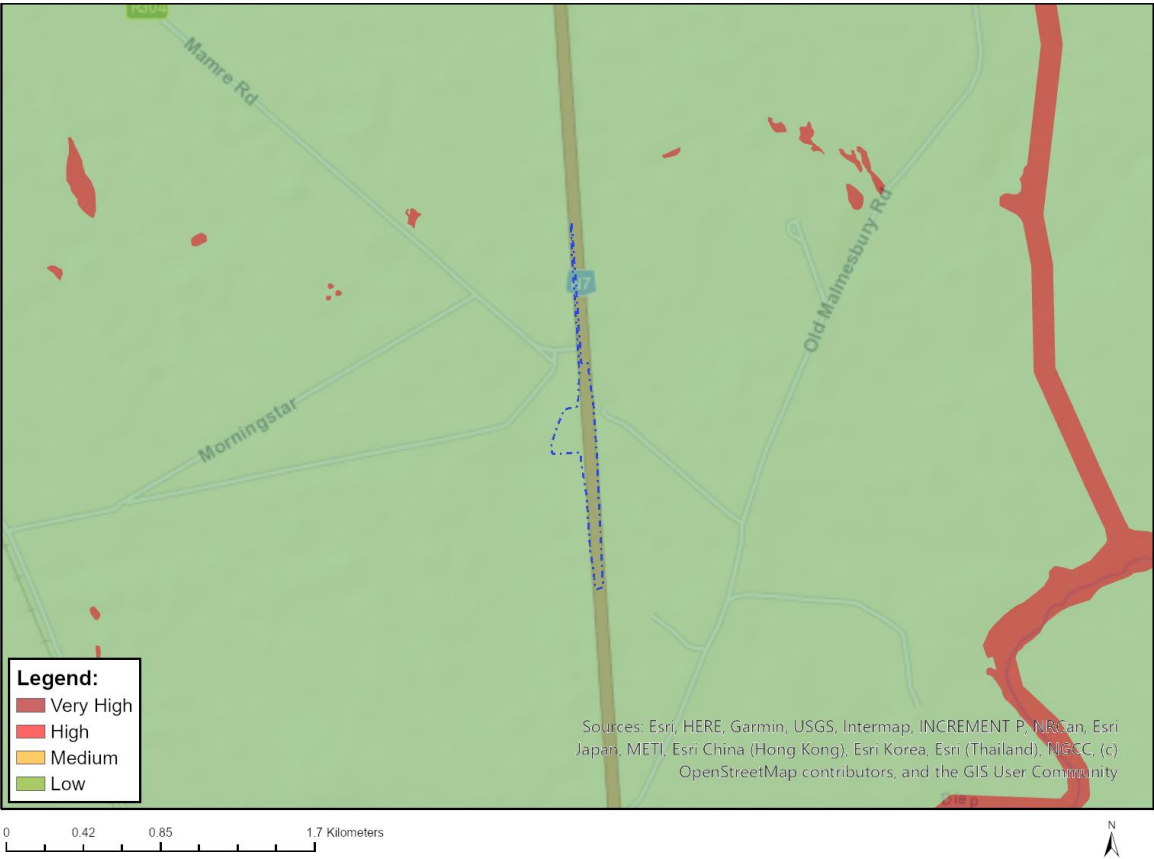 R304
Mamre Rd
Old Malmesbury Rd
Morningstar
Legend:
Very High
High
Medium
Low
Sources: Esri, HERE, Garmin, USGS, Intermap, INCREMENT P, NRCan, Esri
Japan, METI, Esri China (Hong Kong), Esri Korea, Esri (Thailand), NGCC, (c)
OpenStreetMap contributors, and the GIS User Community
Diep
0 0.42 0.85 1.7 Kilometers
N